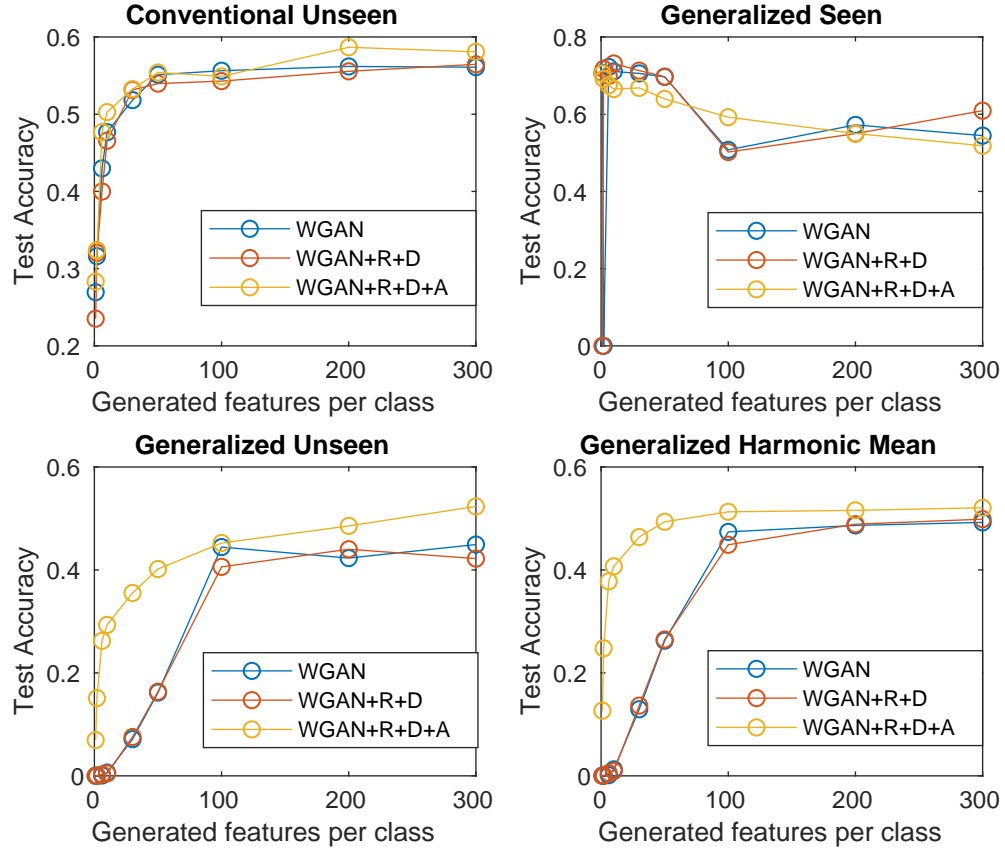 Conventional Unseen
0.6
0.5
0.4
0.3
0.2
Test Accuracy
WGAN
WGAN+R+D
WGAN+R+D+A
0
100
200
300
Generated features per class
Generalized Seen
0.8
0.6
0.4
0.2
0
Test Accuracy
WGAN
WGAN+R+D
WGAN+R+D+A
0
100
200
300
Generated features per class
Generalized Unseen
0.6
0.4
0.2
0
Test Accuracy
WGAN
WGAN+R+D
WGAN+R+D+A
0
100
200
300
Generated features per class
Generalized Harmonic Mean
0.6
0.4
0.2
0
Test Accuracy
WGAN
WGAN+R+D
WGAN+R+D+A
0
100
200
300
Generated features per class